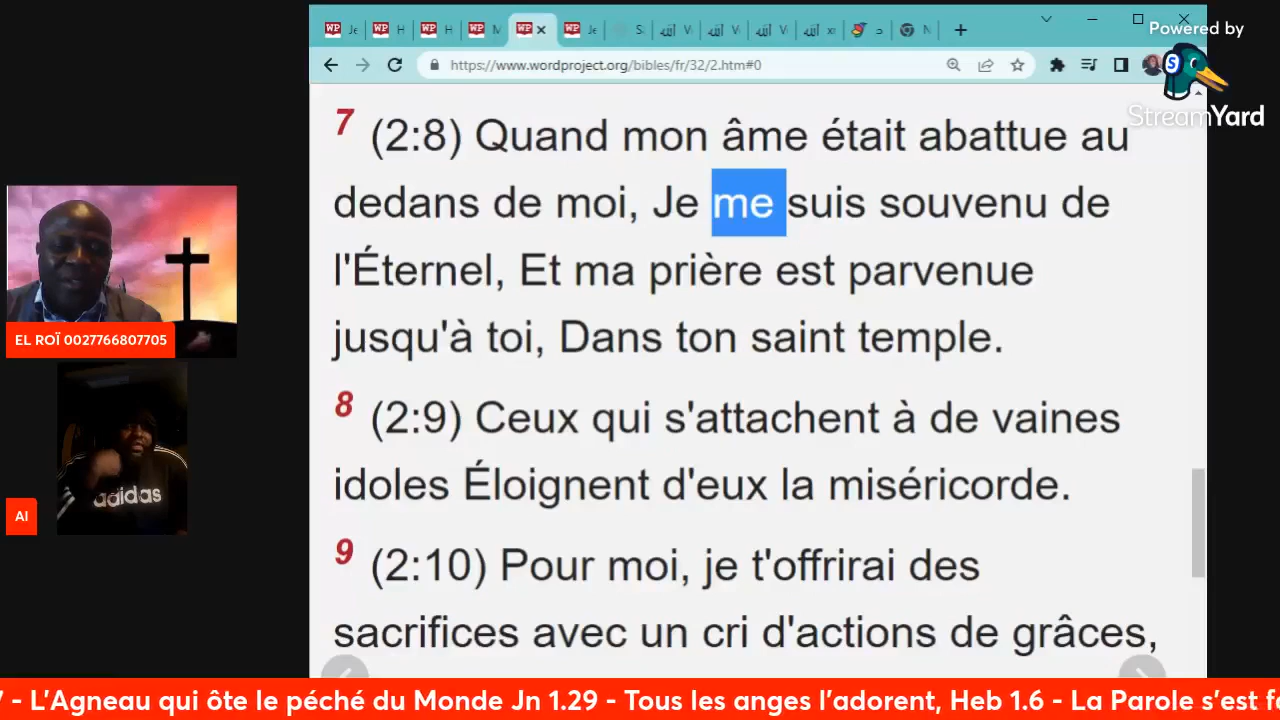 Powered by
StreamYard
https://www.wordproject.org/bibles/fr/32/2.htm#0
7 (2:8) Quand mon âme était abattue au
dedans de moi, Je me suis souvenu de
l'Éternel, Et ma prière est parvenue
jusqu'à toi, Dans ton saint temple.
8 (2:9) Ceux qui s'attachent à de vaines
idoles Éloignent d'eux la miséricorde.
9 (2:10) Pour moi, je t'offrirai des
sacrifices avec un cri d'actions de grâces,
EL ROÏ 0027766807705
adidas
AI
7 - L'Agneau qui ôte le péché du Monde Jn 1.29 - Tous les anges l'adorent, Heb 1.6 - La Parole s'est